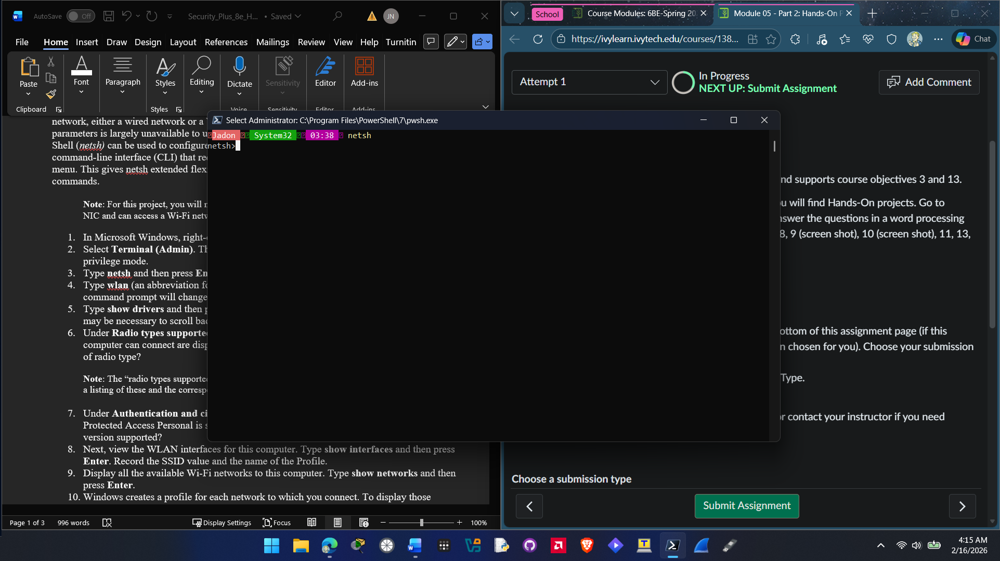 AutoSave
Off
Security_Plus_8e_H... • Saved
JN
File
Home
Insert
Draw
Design
Layout
References
Mailings
Review
View
Help
Turnitin
Paste
Font
Paragraph
Styles
Editing
Dictate
Sensitivity
Editor
Add-ins
Clipboard
Styles
Voice
Sensitivity
Editor
Add-ins
network, either a wired network or a
parameters is largely unavailable to u
Shell (netsh) can be used to configure
command-line interface (CLI) that re
menu. This gives netsh extended flex
commands.
Note: For this project, you will
NIC and can access a Wi-Fi netw
1. In Microsoft Windows, right-
2. Select Terminal (Admin). Th
privilege mode.
3. Type netsh and then press En
4. Type wlan (an abbreviation fo
command prompt will change
5. Type show drivers and then p
may be necessary to scroll bac
6. Under Radio types supporte
computer can connect are disp
of radio type?
Note: The “radio types supporte
a listing of these and the corresp
7. Under Authentication and ci
Protected Access Personal is s
version supported?
8. Next, view the WLAN interfaces for this computer. Type show interfaces and then press
Enter. Record the SSID value and the name of the Profile.
9. Display all the available Wi-Fi networks to this computer. Type show networks and then
press Enter.
10. Windows creates a profile for each network to which you connect. To display those
Page 1 of 3
996 words
Display Settings
Focus
100%
Select Administrator: C:\Program Files\PowerShell\7\pwsh.exe
Jadon System32 03:38 netsh
netsh>
School
Course Modules: 6BE-Spring 20
Module 05 - Part 2: Hands-On P
https://ivylearn.ivytech.edu/courses/138...
Chat
Attempt 1
In Progress
NEXT UP: Submit Assignment
Add Comment
nd supports course objectives 3 and 13.
u will find Hands-On projects. Go to
nswer the questions in a word processing
8, 9 (screen shot), 10 (screen shot), 11, 13,
ottom of this assignment page (if this
n chosen for you). Choose your submission
Type.
or contact your instructor if you need
Choose a submission type
Submit Assignment
4:15 AM
2/16/2026